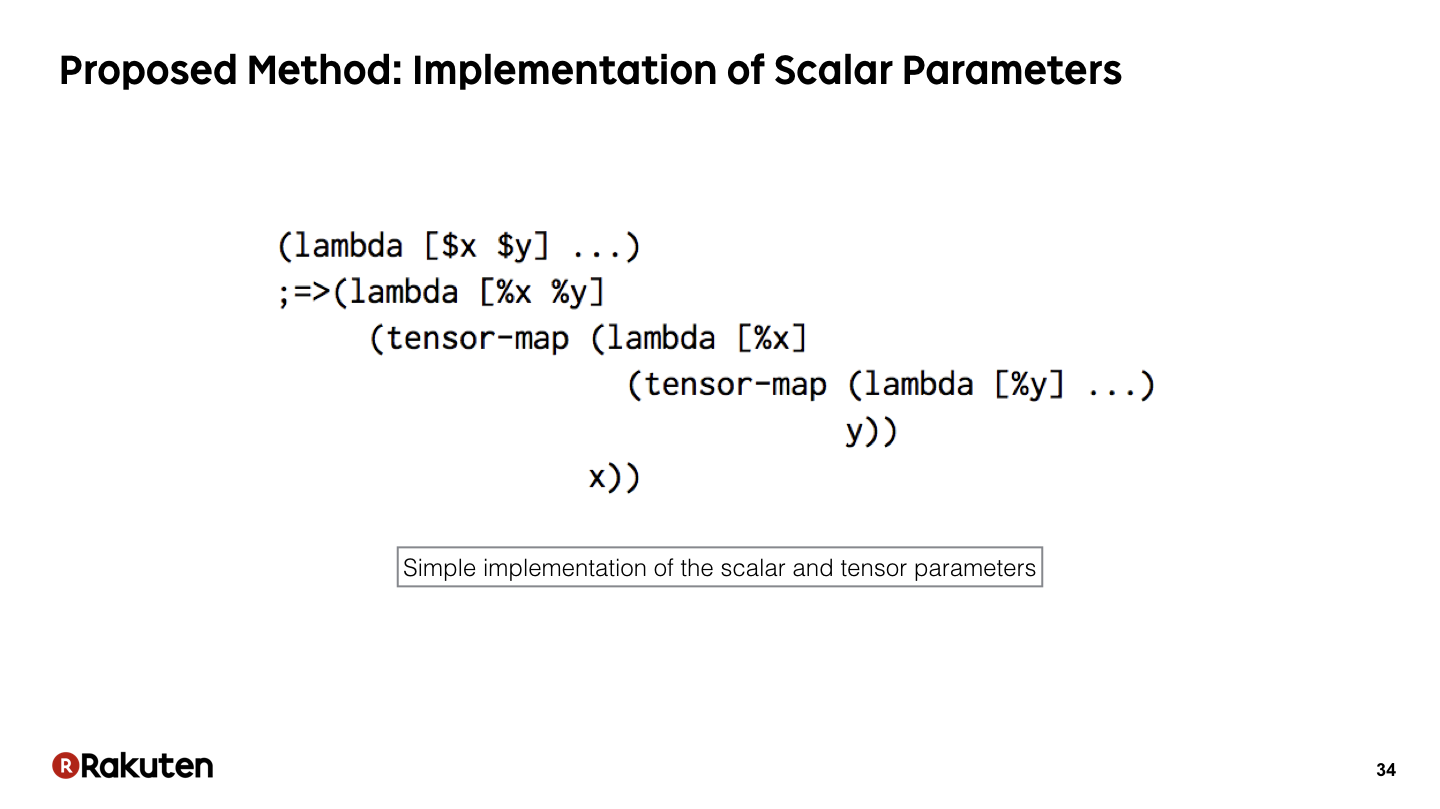 Proposed Method: Implementation of Scalar Parameters
(lambda [$x $y] ...)
;=>(lambda [%x %y]
(tensor-map (lambda [%x]
(tensor-map (lambda [%y] ...)
y))
x))
Simple implementation of the scalar and tensor parameters
R Rakuten
34